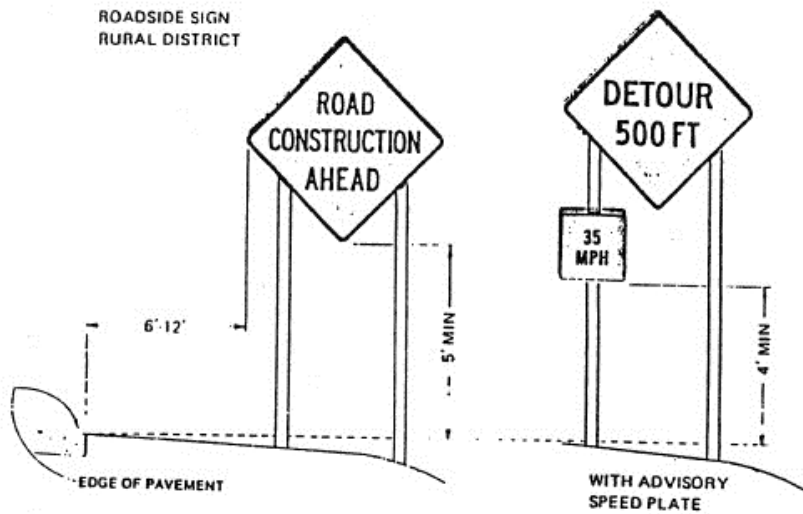 ROADSIDE SIGN
RURAL DISTRICT
ROAD
CONSTRUCTION
AHEAD
DETOUR
500 FT
35
MPH
6'-12'
5' MIN
4' MIN
EDGE OF PAVEMENT
WITH ADVISORY
SPEED PLATE